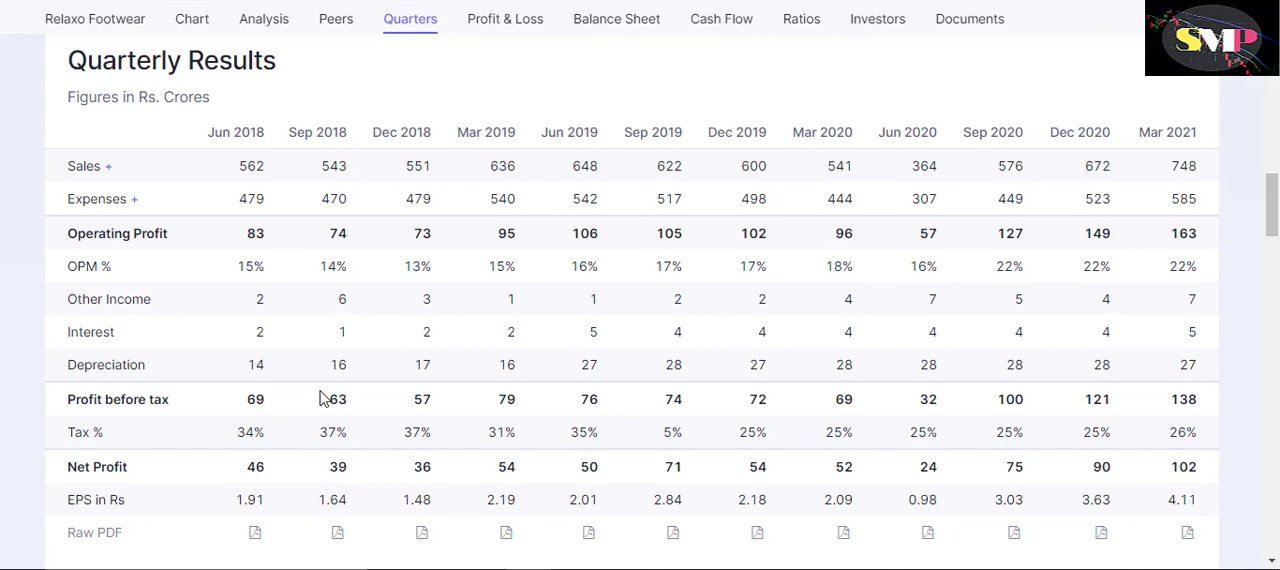 Relaxo Footwear Chart Analysis Peers Quarters Profit & Loss Balance Sheet Cash Flow Ratios Investors Documents
SMP
Quarterly Results
Figures in Rs. Crores
Jun 2018 Sep 2018 Dec 2018 Mar 2019 Jun 2019 Sep 2019 Dec 2019 Mar 2020 Jun 2020 Sep 2020 Dec 2020 Mar 2021
Sales + 562 543 551 636 648 622 600 541 364 576 672 748
Expenses + 479 470 479 540 542 517 498 444 307 449 523 585
Operating Profit 83 74 73 95 106 105 102 96 57 127 149 163
OPM % 15% 14% 13% 15% 16% 17% 17% 18% 16% 22% 22% 22%
Other Income 2 6 3 1 1 2 2 4 7 5 4 7
Interest 2 1 2 2 5 4 4 4 4 4 4 5
Depreciation 14 16 17 16 27 28 27 28 28 28 28 27
Profit before tax 69 63 57 79 76 74 72 69 32 100 121 138
Tax % 34% 37% 37% 31% 35% 5% 25% 25% 25% 25% 25% 26%
Net Profit 46 39 36 54 50 71 54 52 24 75 90 102
EPS in Rs 1.91 1.64 1.48 2.19 2.01 2.84 2.18 2.09 0.98 3.03 3.63 4.11
Raw PDF